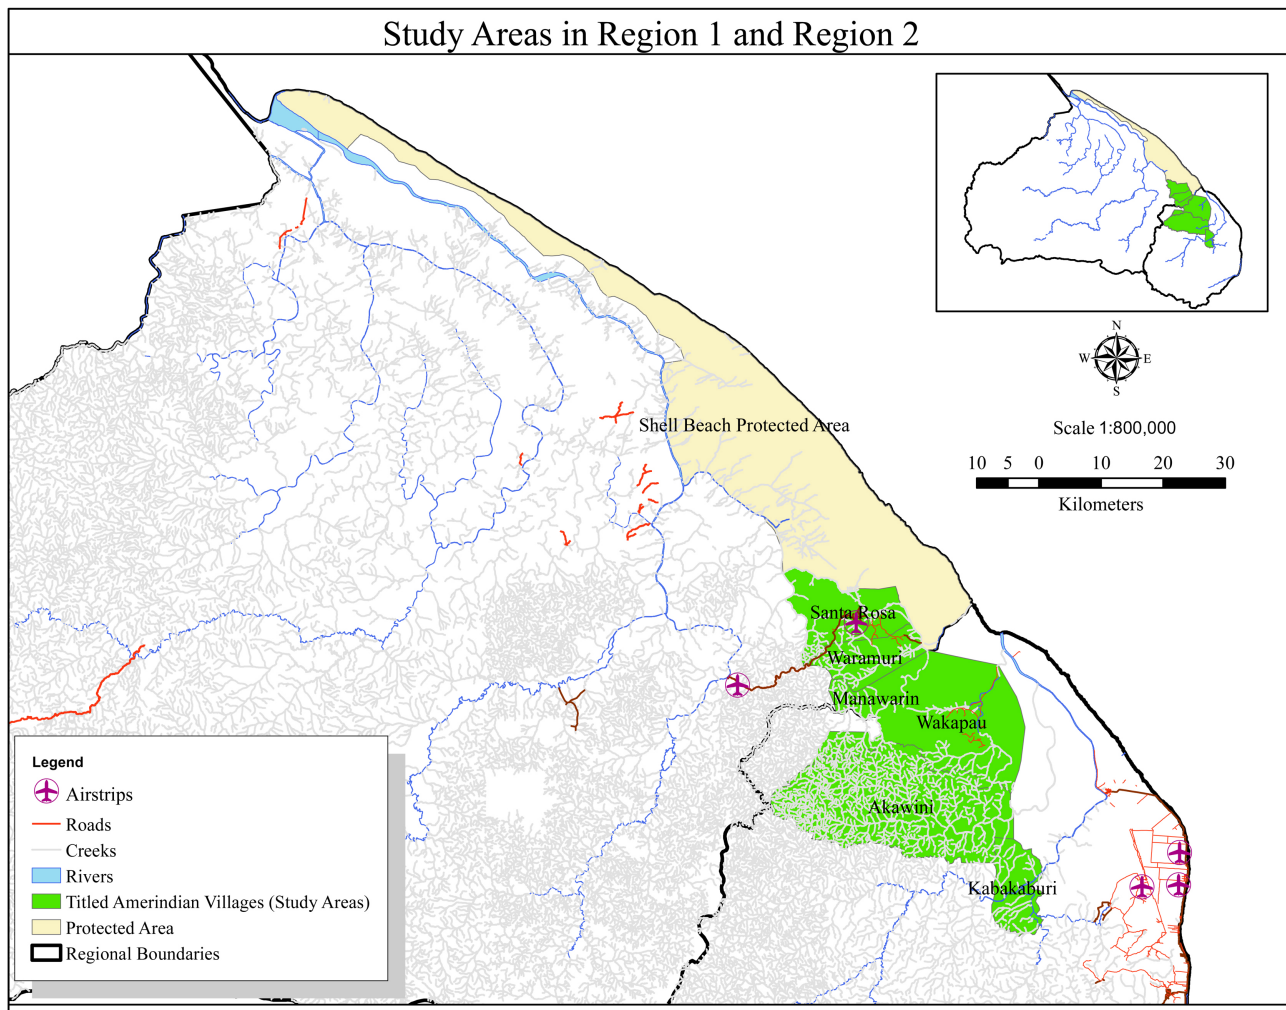 Study Areas in Region 1 and Region 2
N
W E
S
Scale 1:800,000
10 5 0 10 20 30
Kilometers
Shell Beach Protected Area
Santa Rosa
Waramuri
Manawarin
Wakapau
Akawini
Kabakaburi
Legend
Airstrips
Roads
Creeks
Rivers
Titled Amerindian Villages (Study Areas)
Protected Area
Regional Boundaries